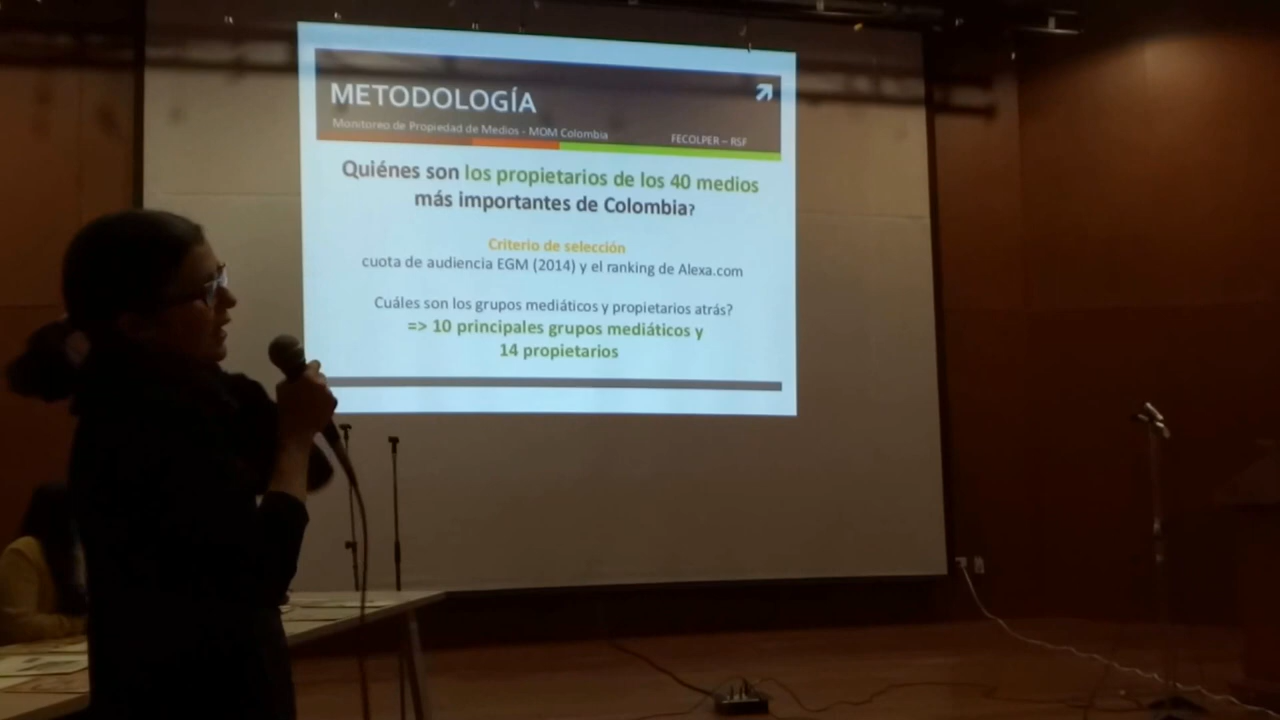 METODOLOGÍA
Monitoreo de Propiedad de Medios - MOM Colombia
FECOLPER – RSF
Quiénes son los propietarios de los 40 medios
más importantes de Colombia?
Criterio de selección
cuota de audiencia EGM (2014) y el ranking de Alexa.com
Cuáles son los grupos mediáticos y propietarios atrás?
=> 10 principales grupos mediáticos y
14 propietarios